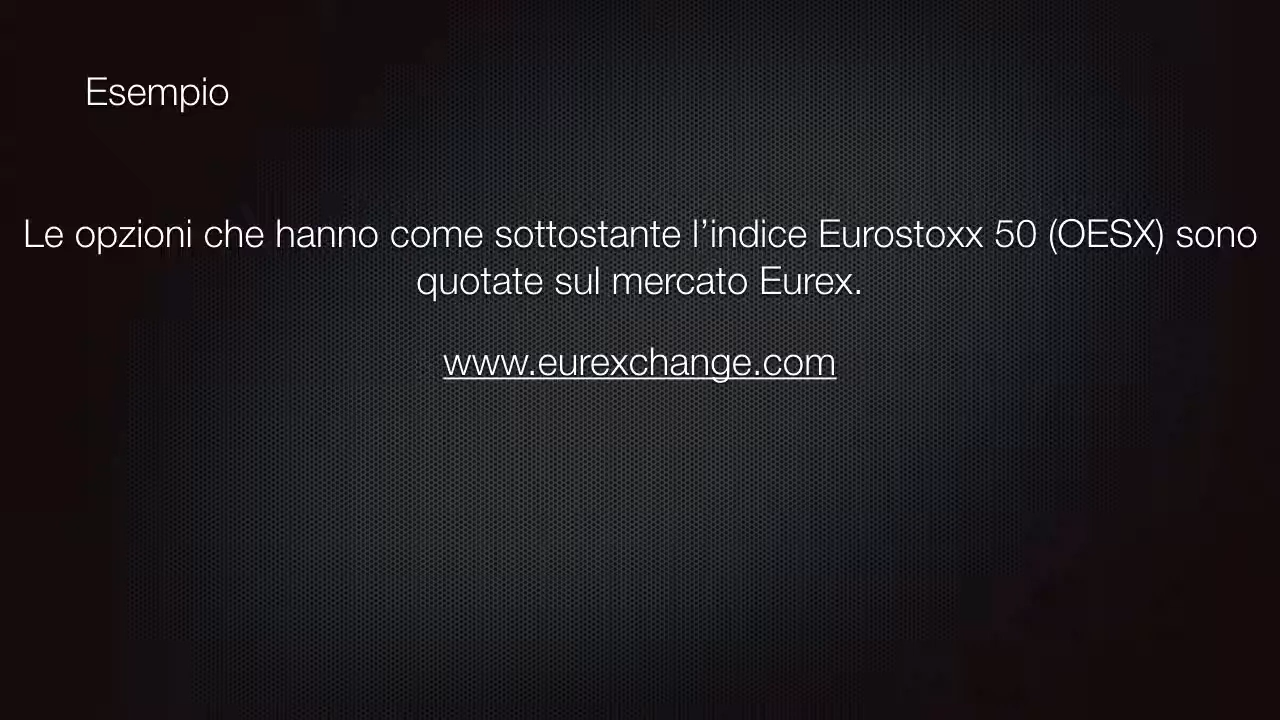 Esempio
Le opzioni che hanno come sottostante l’indice Eurostoxx 50 (OESX) sono
quotate sul mercato Eurex.
www.eurexchange.com